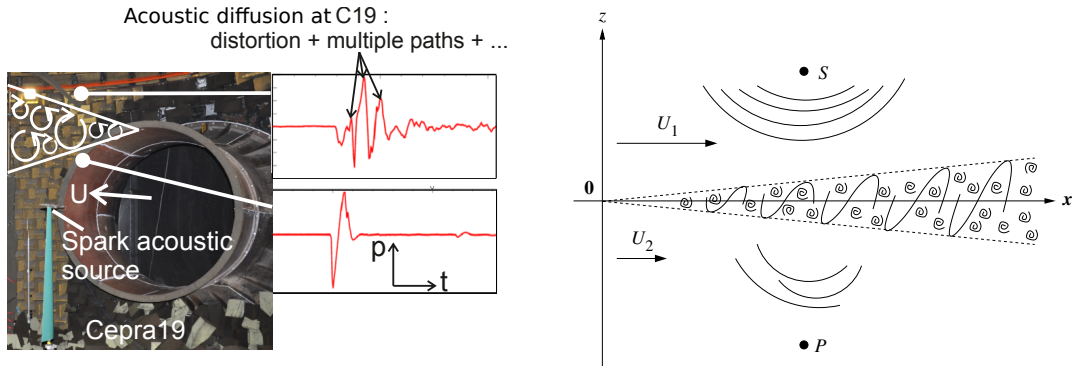 Acoustic diffusion at C19 :
distortion + multiple paths + ...
U
Spark acoustic
source
Cepra19
p
t
z
S
U1
0
x
U2
P